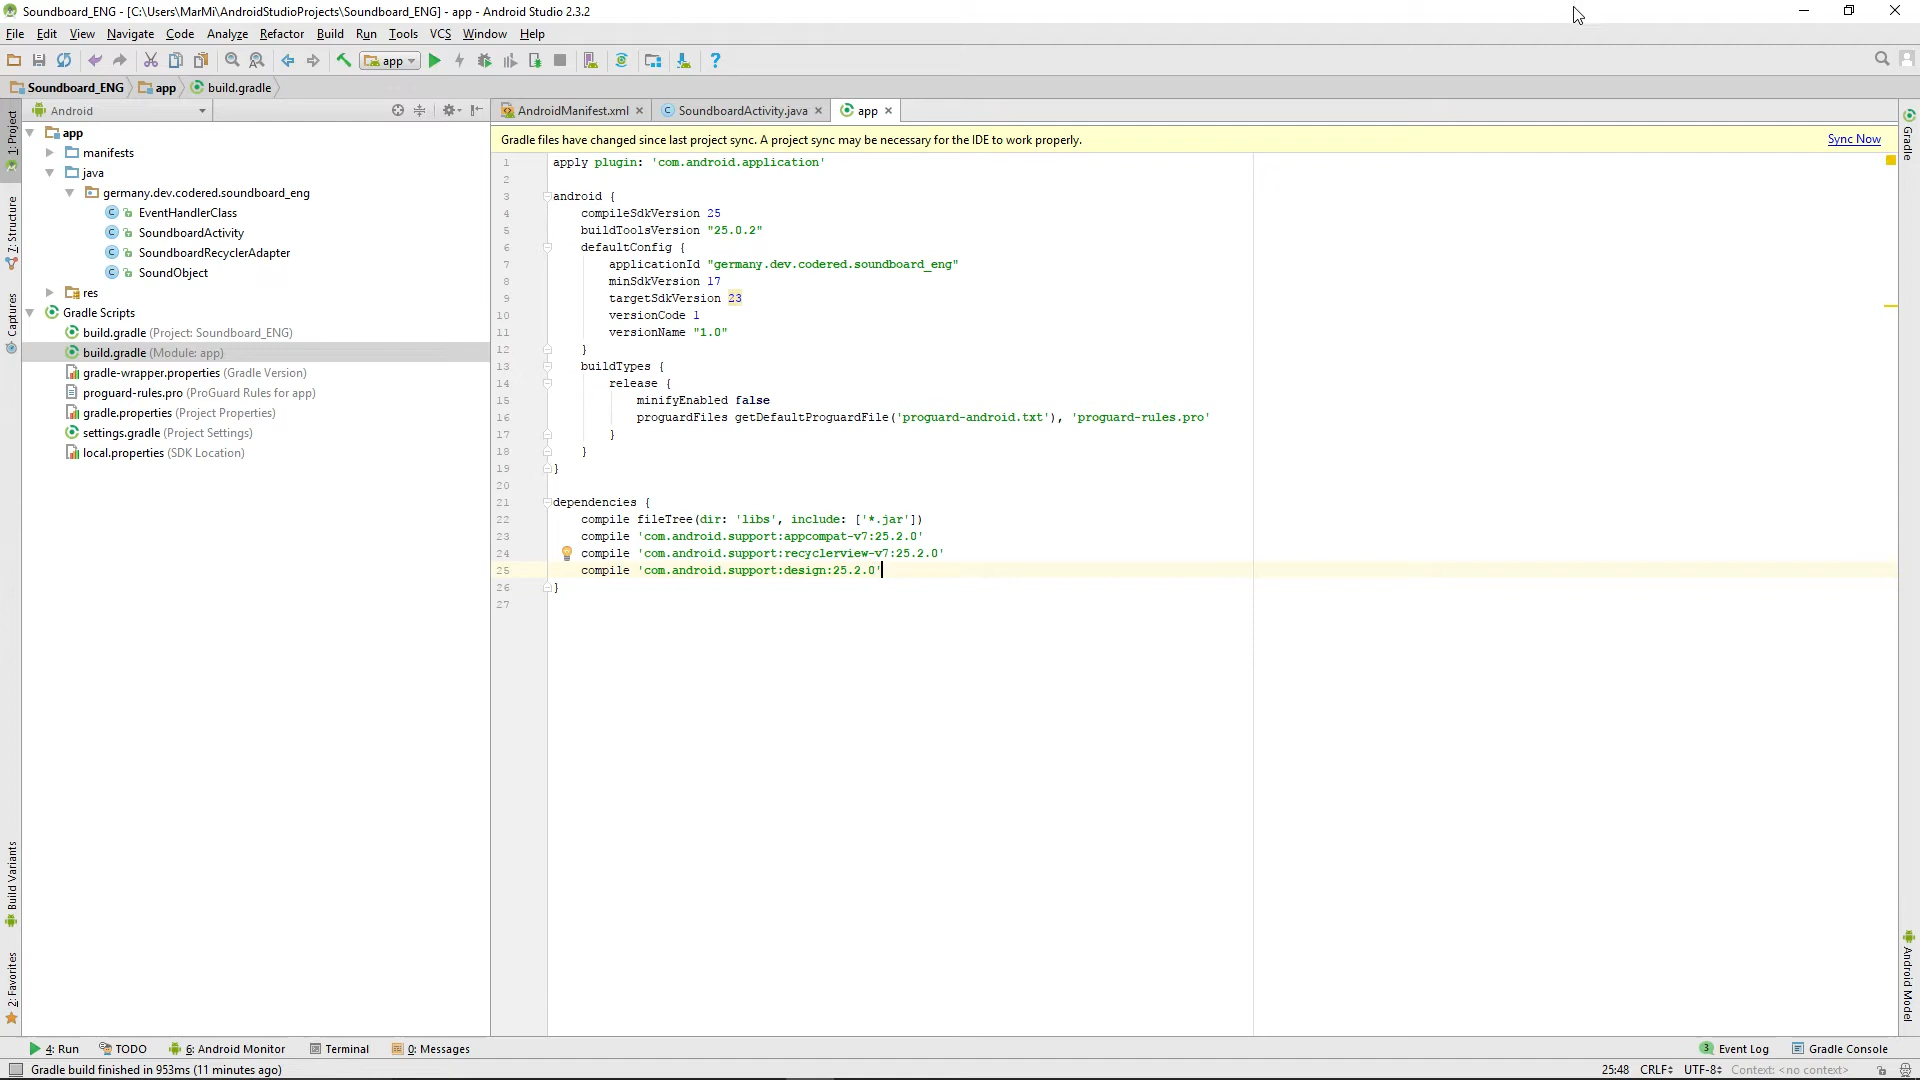 Soundboard_ENG - [C:\Users\MarMi\AndroidStudioProjects\Soundboard_ENG] - app - Android Studio 2.3.2
File Edit View Navigate Code Analyze Refactor Build Run Tools VCS Window Help
app
Soundboard_ENG app build.gradle
Android
AndroidManifest.xml SoundboardActivity.java app
Gradle files have changed since last project sync. A project sync may be necessary for the IDE to work properly. Sync Now
1: Project
7: Structure
Captures
Build Variants
2: Favorites
app
manifests
java
germany.dev.codered.soundboard_eng
EventHandlerClass
SoundboardActivity
SoundboardRecyclerAdapter
SoundObject
res
Gradle Scripts
build.gradle (Project: Soundboard_ENG)
build.gradle (Module: app)
gradle-wrapper.properties (Gradle Version)
proguard-rules.pro (ProGuard Rules for app)
gradle.properties (Project Properties)
settings.gradle (Project Settings)
local.properties (SDK Location)
1 apply plugin: 'com.android.application'
2
3 android {
4 compileSdkVersion 25
5 buildToolsVersion "25.0.2"
6 defaultConfig {
7 applicationId "germany.dev.codered.soundboard_eng"
8 minSdkVersion 17
9 targetSdkVersion 23
10 versionCode 1
11 versionName "1.0"
12 }
13 buildTypes {
14 release {
15 minifyEnabled false
16 proguardFiles getDefaultProguardFile('proguard-android.txt'), 'proguard-rules.pro'
17 }
18 }
19 }
20
21 dependencies {
22 compile fileTree(dir: 'libs', include: ['*.jar'])
23 compile 'com.android.support:appcompat-v7:25.2.0'
24 compile 'com.android.support:recyclerview-v7:25.2.0'
25 compile 'com.android.support:design:25.2.0'
26 }
27
Gradle
Android Model
4: Run TODO 6: Android Monitor Terminal 0: Messages 3 Event Log Gradle Console
Gradle build finished in 953ms (11 minutes ago) 25:48 CRLF UTF-8 Context: <no context>